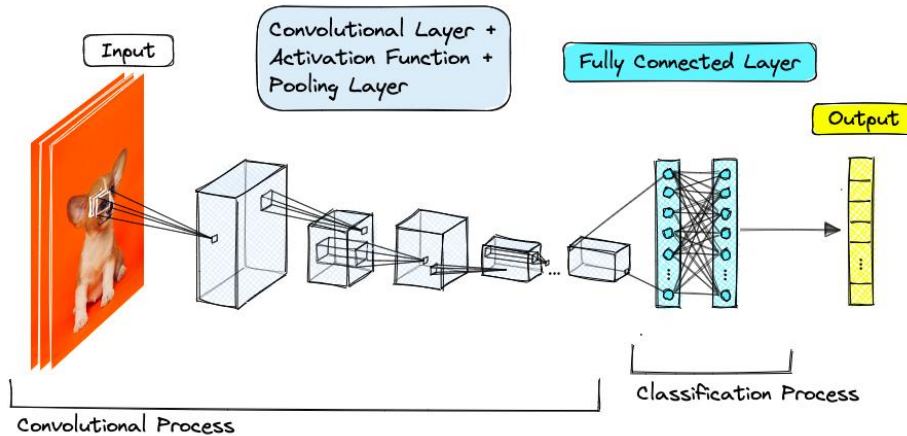 Input
Convolutional Layer +
Activation Function +
Pooling Layer
Fully Connected Layer
Output
...
Classification Process
Convolutional Process